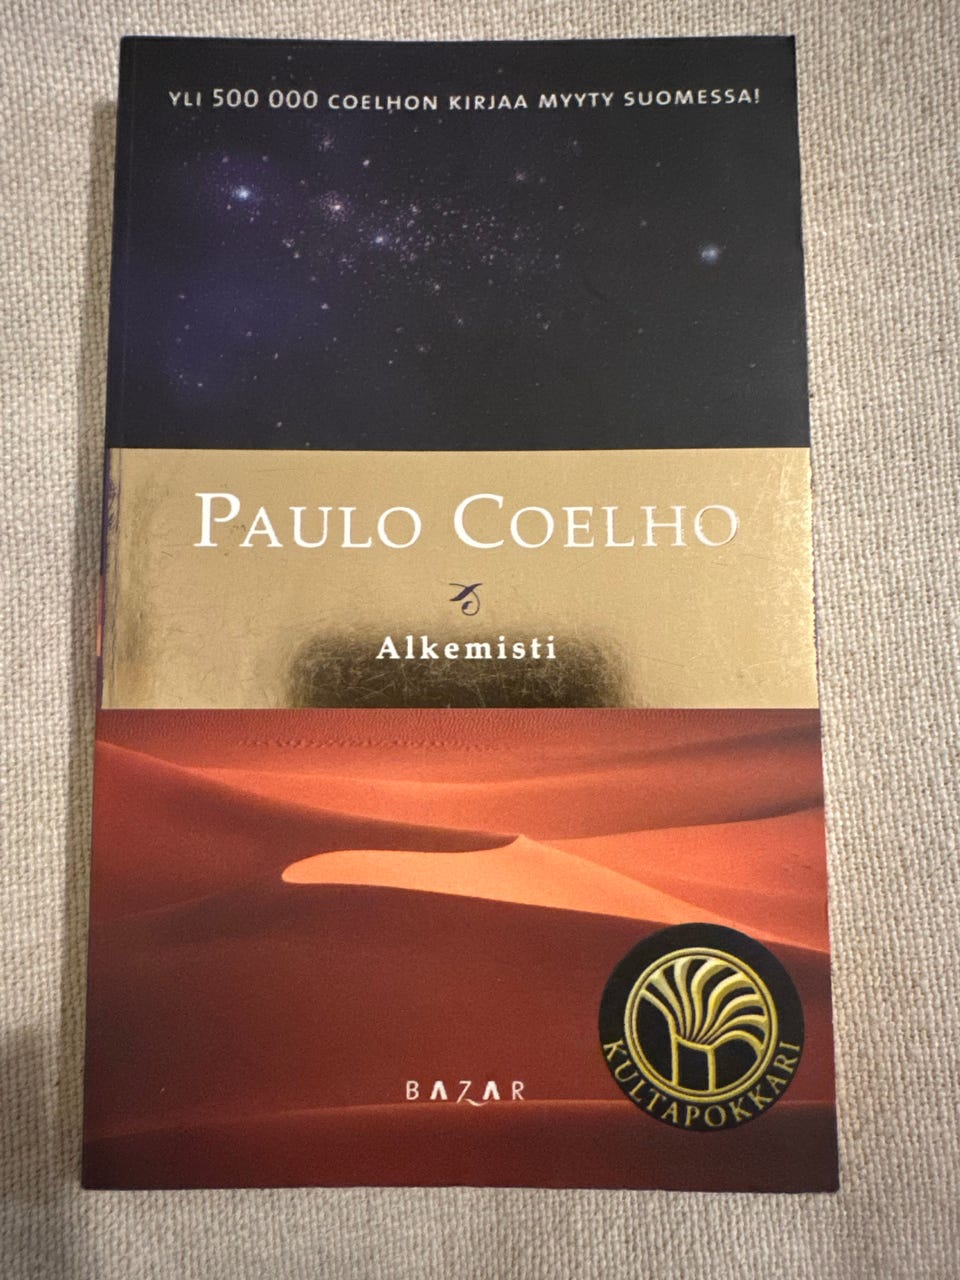 YLI 500 000 COELHON KIRJAA MYYTY SUOMESSA!
PAULO COELHO
Alkemisti
BAZAR
KULTAPOKKARI